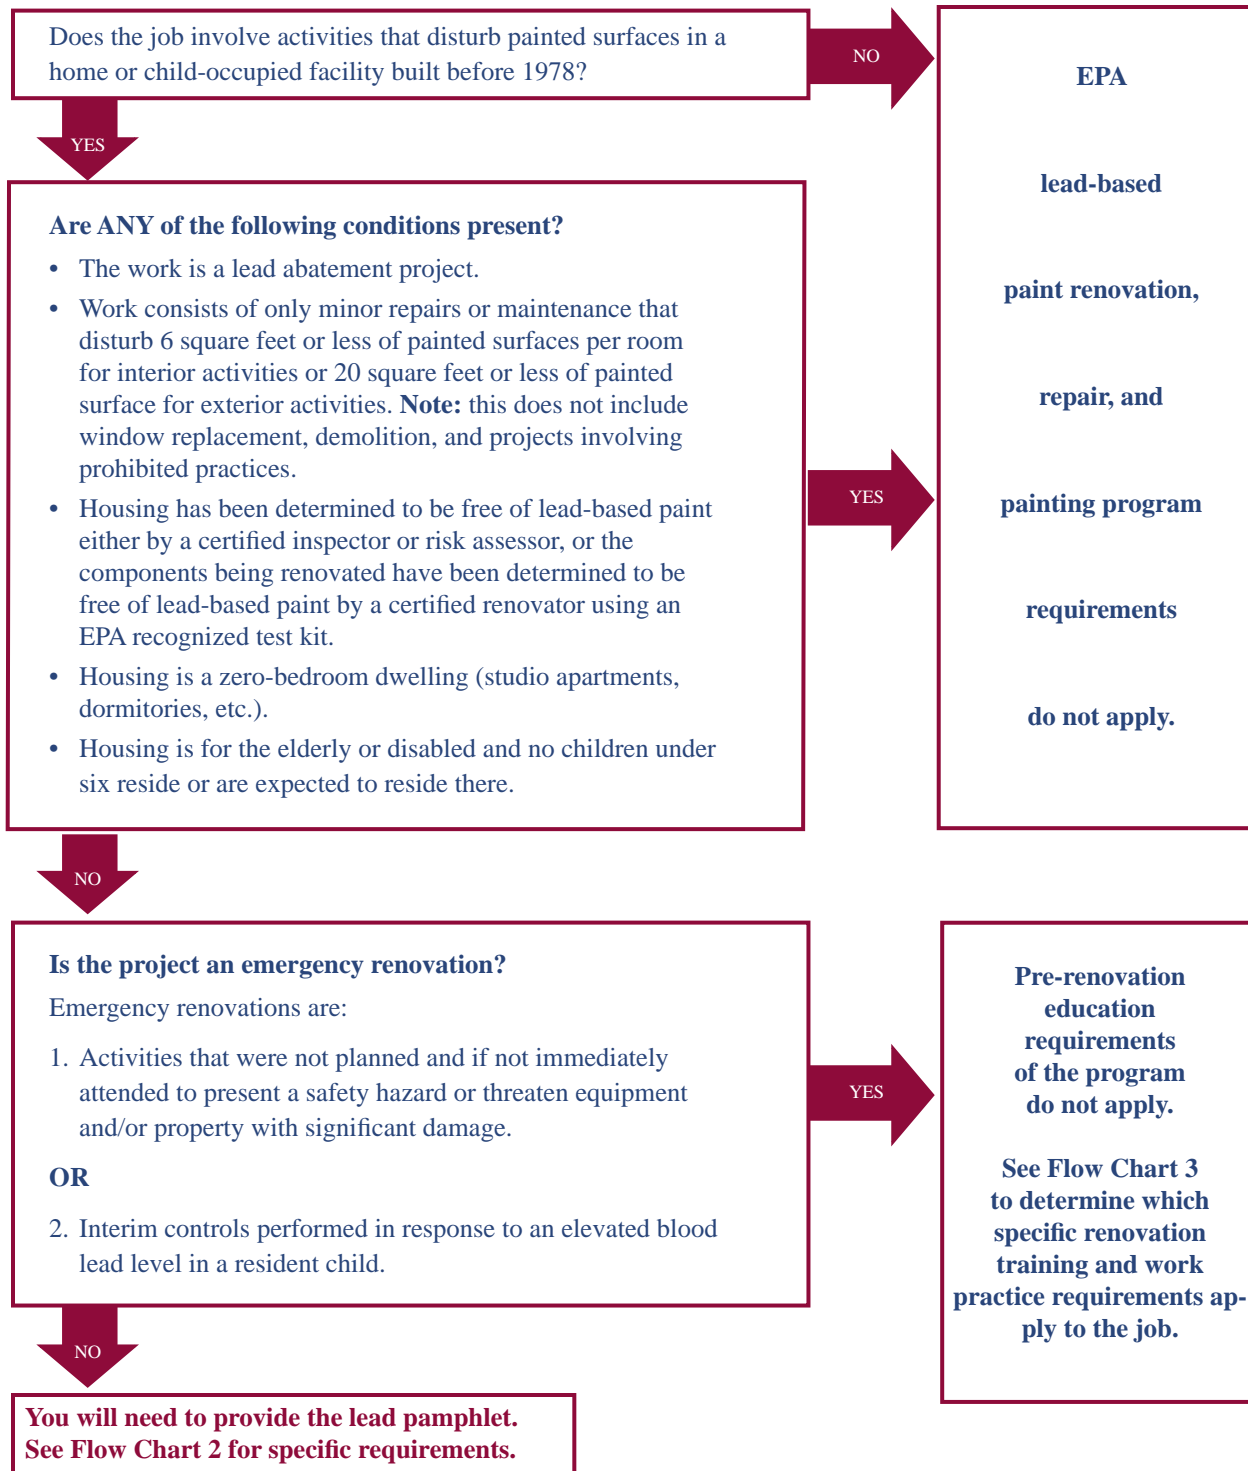 Does the job involve activities that disturb painted surfaces in a
home or child-occupied facility built before 1978?
NO
YES
EPA
lead-based
paint renovation,
repair, and
painting program
requirements
do not apply.
Are ANY of the following conditions present?
• The work is a lead abatement project.
• Work consists of only minor repairs or maintenance that
disturb 6 square feet or less of painted surfaces per room
for interior activities or 20 square feet or less of painted
surface for exterior activities. Note: this does not include
window replacement, demolition, and projects involving
prohibited practices.
• Housing has been determined to be free of lead-based paint
either by a certified inspector or risk assessor, or the
components being renovated have been determined to be
free of lead-based paint by a certified renovator using an
EPA recognized test kit.
• Housing is a zero-bedroom dwelling (studio apartments,
dormitories, etc.).
• Housing is for the elderly or disabled and no children under
six reside or are expected to reside there.
YES
NO
Is the project an emergency renovation?
Emergency renovations are:
1. Activities that were not planned and if not immediately
attended to present a safety hazard or threaten equipment
and/or property with significant damage.
OR
2. Interim controls performed in response to an elevated blood
lead level in a resident child.
YES
Pre-renovation
education
requirements
of the program
do not apply.
See Flow Chart 3
to determine which
specific renovation
training and work
practice requirements ap-
ply to the job.
NO
You will need to provide the lead pamphlet.
See Flow Chart 2 for specific requirements.